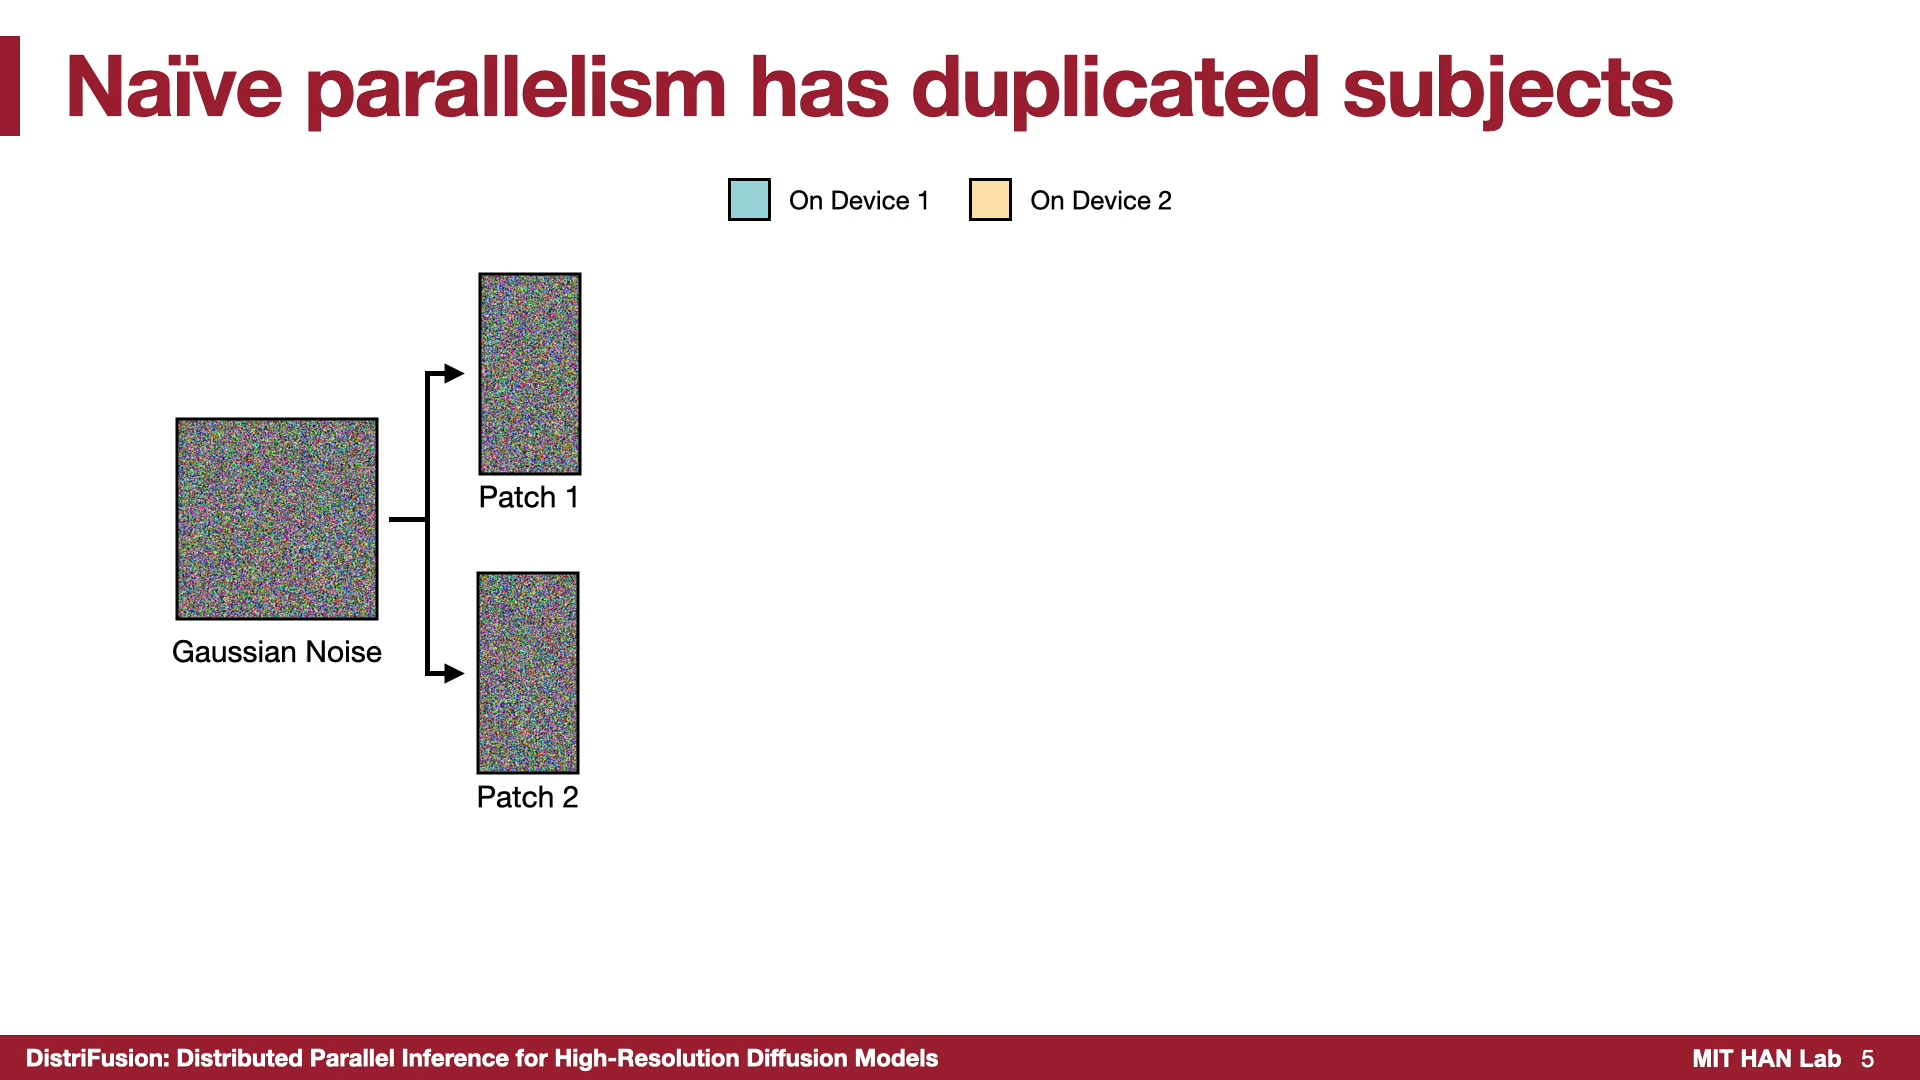 Naïve parallelism has duplicated subjects
On Device 1
On Device 2
Patch 1
Gaussian Noise
Patch 2
DistriFusion: Distributed Parallel Inference for High-Resolution Diffusion Models
MIT HAN Lab 5